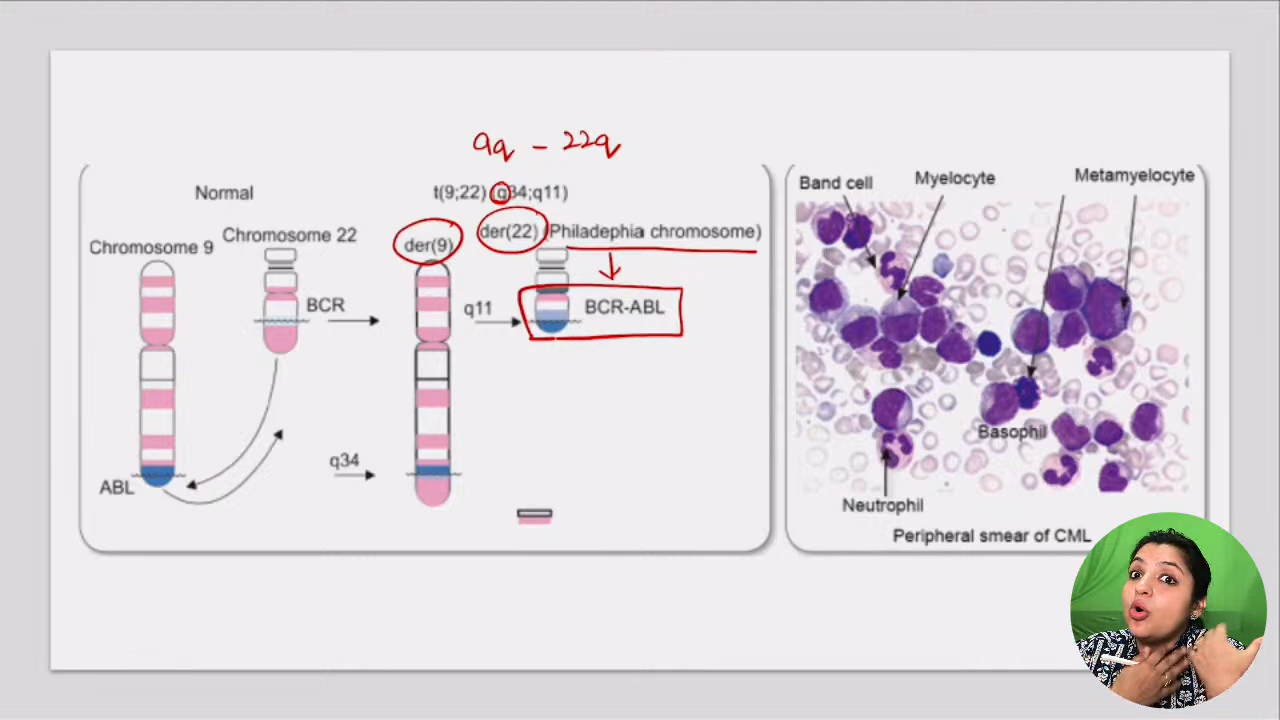 9q - 22q
Normal
t(9;22) (q34;q11)
der(22) (Philadephia chromosome)
Chromosome 9
Chromosome 22
der(9)
BCR
q11
BCR-ABL
q34
ABL
Band cell
Myelocyte
Metamyelocyte
Basophil
Neutrophil
Peripheral smear of CML